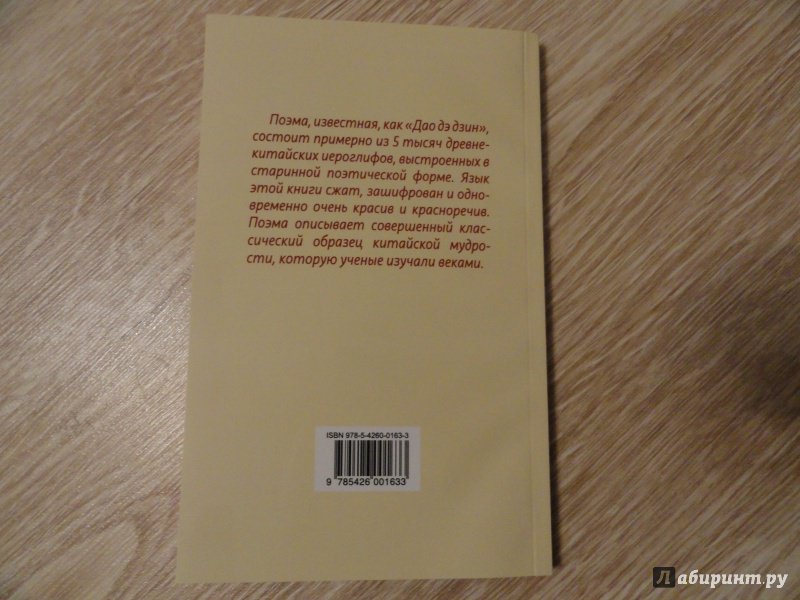 Поэма, известная, как «Дао дэ дзин»,
состоит примерно из 5 тысяч древне-
китайских иероглифов, выстроенных в
старинной поэтической форме. Язык
этой книги сжат, зашифрован и одно-
временно очень красив и красноречив.
Поэма описывает совершенный клас-
сический образец китайской мудро-
сти, которую ученые изучали веками.
ISBN 978-5-4260-0163-3
9 785426 001633
Лабиринт.ру